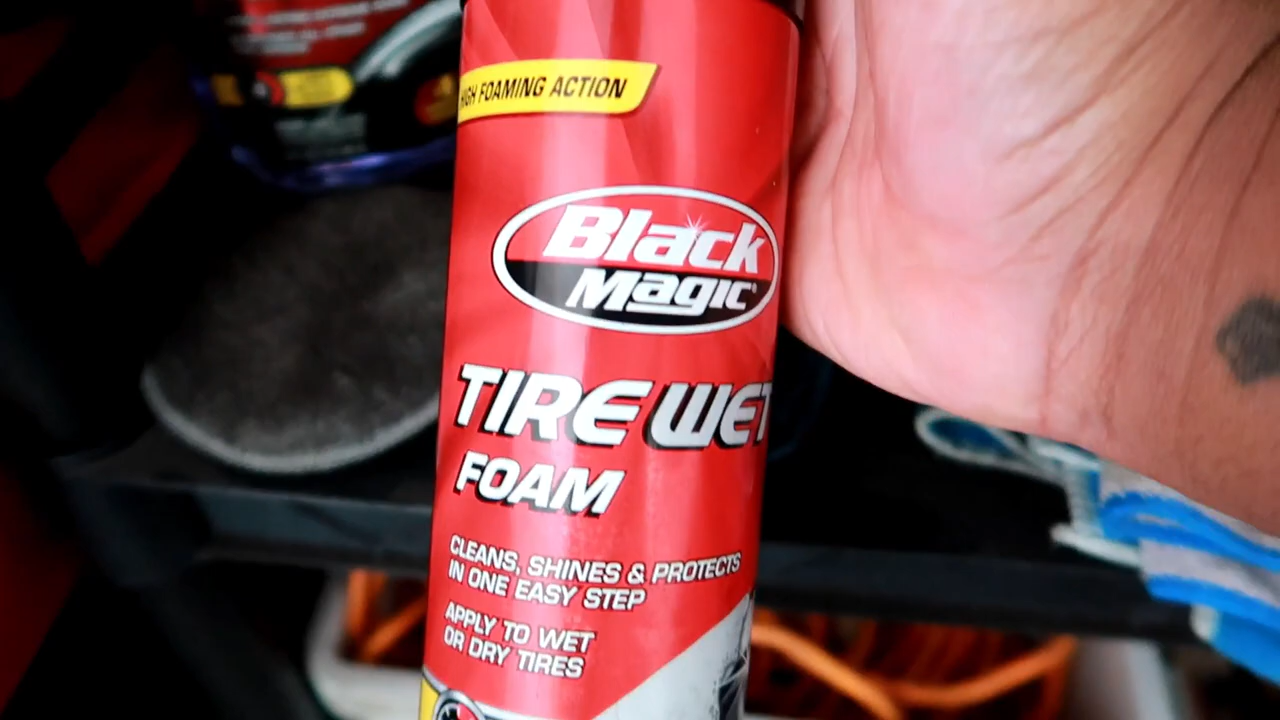 HIGH FOAMING ACTION
Black
Magic
TIRE WET
FOAM
CLEANS, SHINES & PROTECTS
IN ONE EASY STEP
APPLY TO WET
OR DRY TIRES